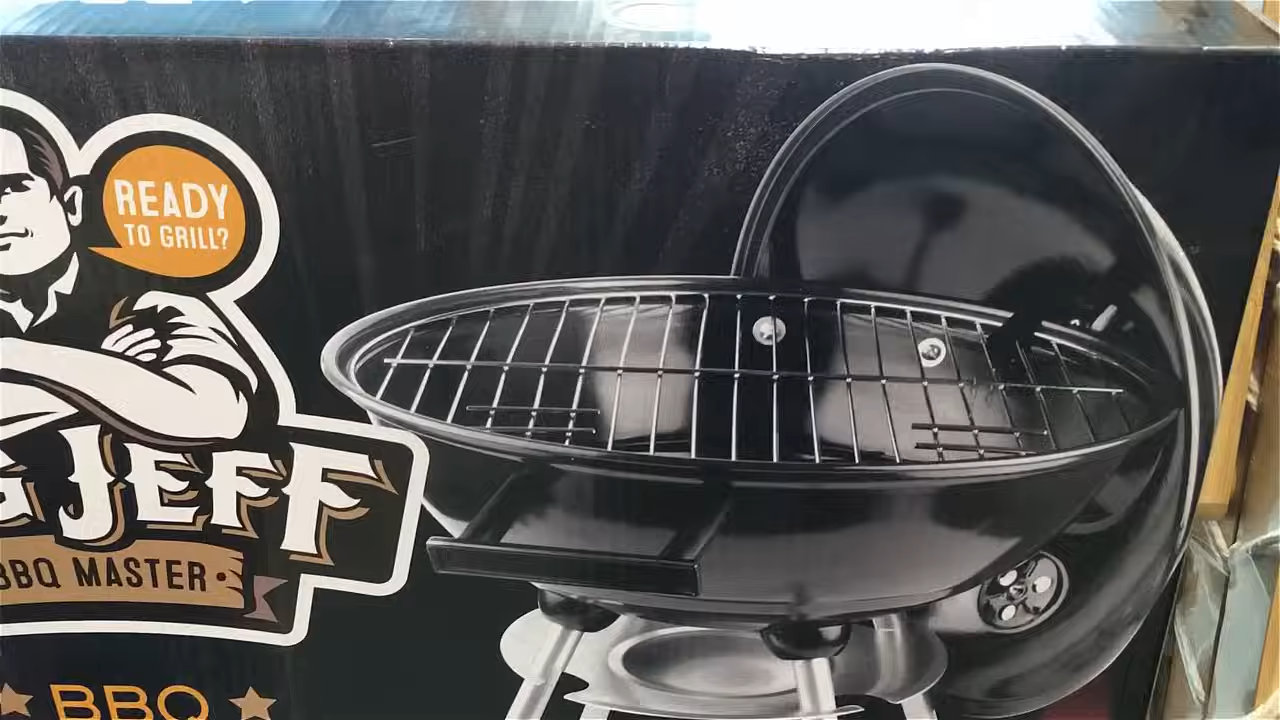 READY
TO GRILL?
JEFF
BBQ MASTER
BBQ